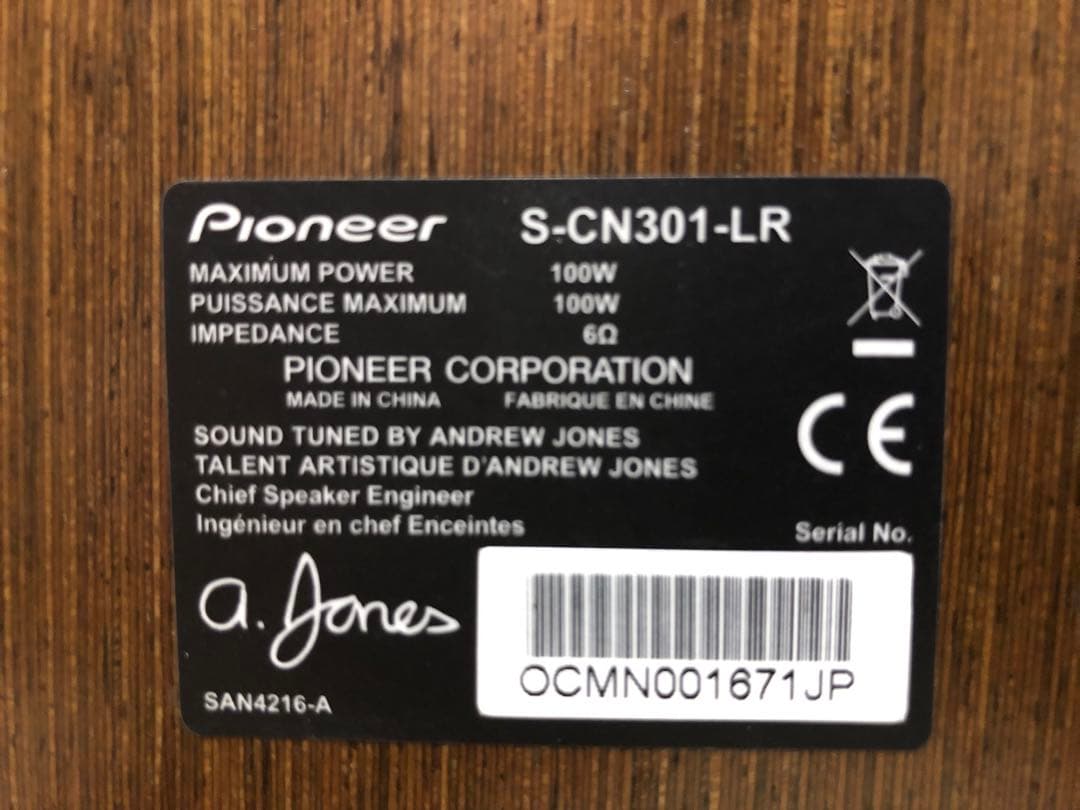 Pioneer S-CN301-LR
MAXIMUM POWER 100W
PUISSANCE MAXIMUM 100W
IMPEDANCE 6Ω
PIONEER CORPORATION
MADE IN CHINA FABRIQUE EN CHINE
SOUND TUNED BY ANDREW JONES
TALENT ARTISTIQUE D'ANDREW JONES
Chief Speaker Engineer
Ingénieur en chef Enceintes
CE
Serial No.
a. Jones
OCMN001671JP
SAN4216-A